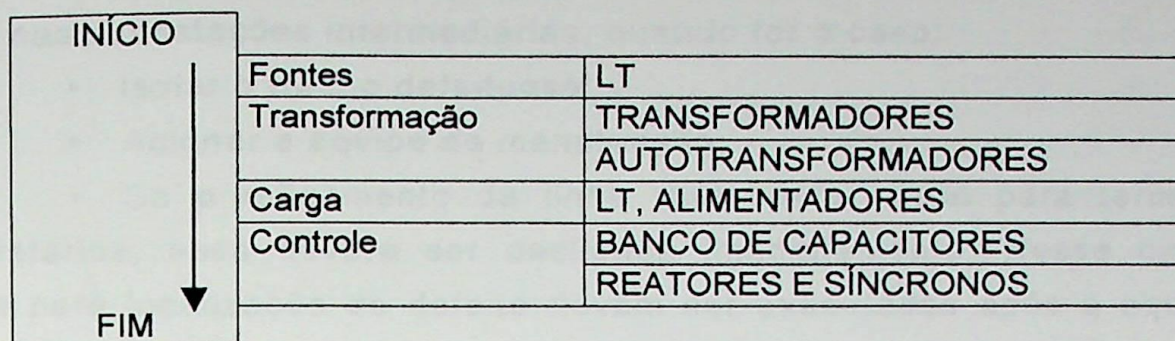 INÍCIO
Fontes LT
Transformação TRANSFORMADORES
AUTOTRANSFORMADORES
Carga LT, ALIMENTADORES
Controle BANCO DE CAPACITORES
REATORES E SÍNCRONOS
FIM